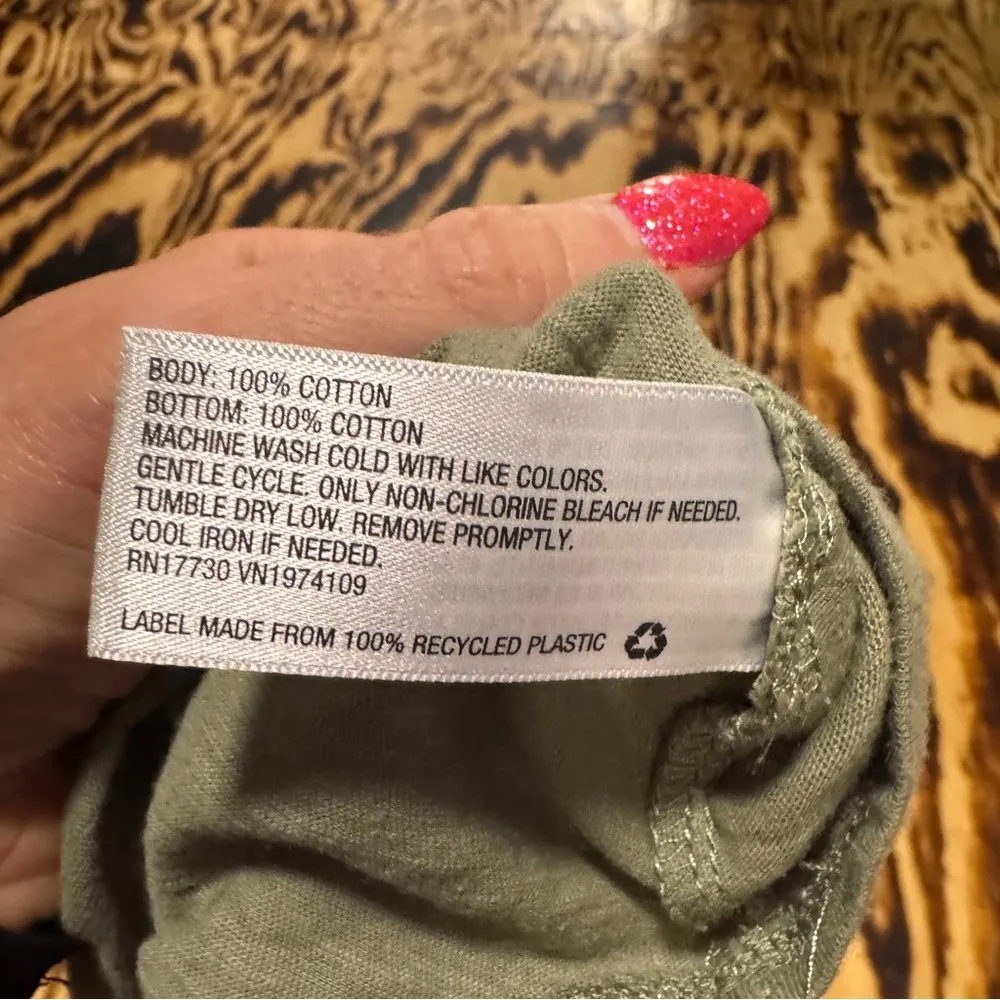 BODY: 100% COTTON
BOTTOM: 100% COTTON
MACHINE WASH COLD WITH LIKE COLORS.
GENTLE CYCLE. ONLY NON-CHLORINE BLEACH IF NEEDED.
TUMBLE DRY LOW. REMOVE PROMPTLY.
COOL IRON IF NEEDED.
RN17730 VN1974109
LABEL MADE FROM 100% RECYCLED PLASTIC